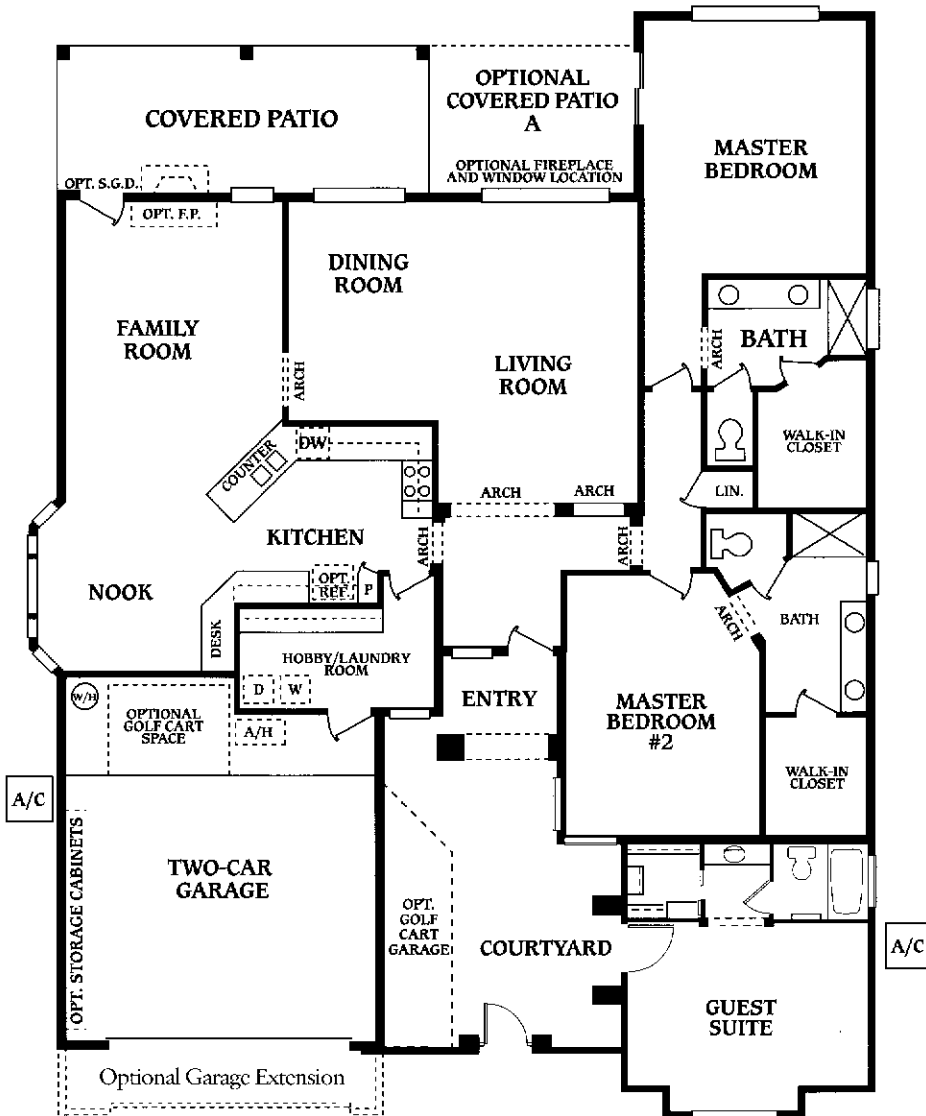 OPTIONAL
COVERED PATIO
A
COVERED PATIO
MASTER
BEDROOM
OPTIONAL FIREPLACE
AND WINDOW LOCATION
OPT. S.G.D.
OPT. F.P.
DINING
ROOM
FAMILY
ROOM
ARCH
BATH
LIVING
ROOM
ARCH
WALK-IN
CLOSET
DW
COUNTER
ARCH
ARCH
LIN.
KITCHEN
ARCH
ARCH
NOOK
OPT.
REF.
P
ARCH
BATH
DESK
HOBBY/LAUNDRY
ROOM
D
W
W/H
OPTIONAL
GOLF CART
SPACE
A/H
ENTRY
MASTER
BEDROOM
#2
WALK-IN
CLOSET
A/C
OPT. STORAGE CABINETS
TWO-CAR
GARAGE
OPT.
GOLF
CART
GARAGE
COURTYARD
A/C
GUEST
SUITE
Optional Garage Extension